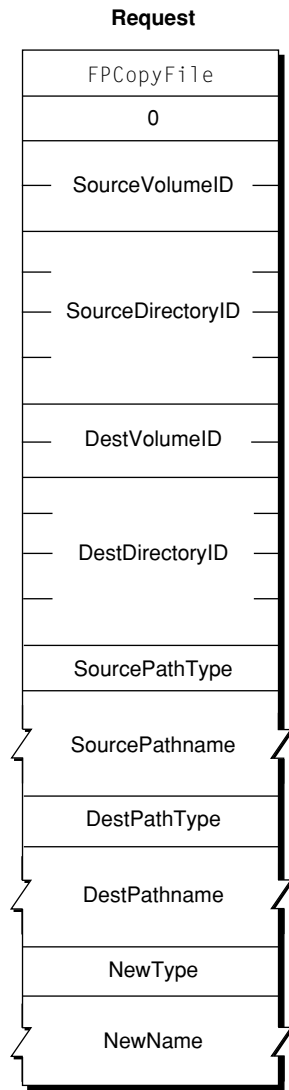 Request
FPCopyFile
0
SourceVolumeID
SourceDirectoryID
DestVolumeID
DestDirectoryID
SourcePathType
SourcePathname
DestPathType
DestPathname
NewType
NewName